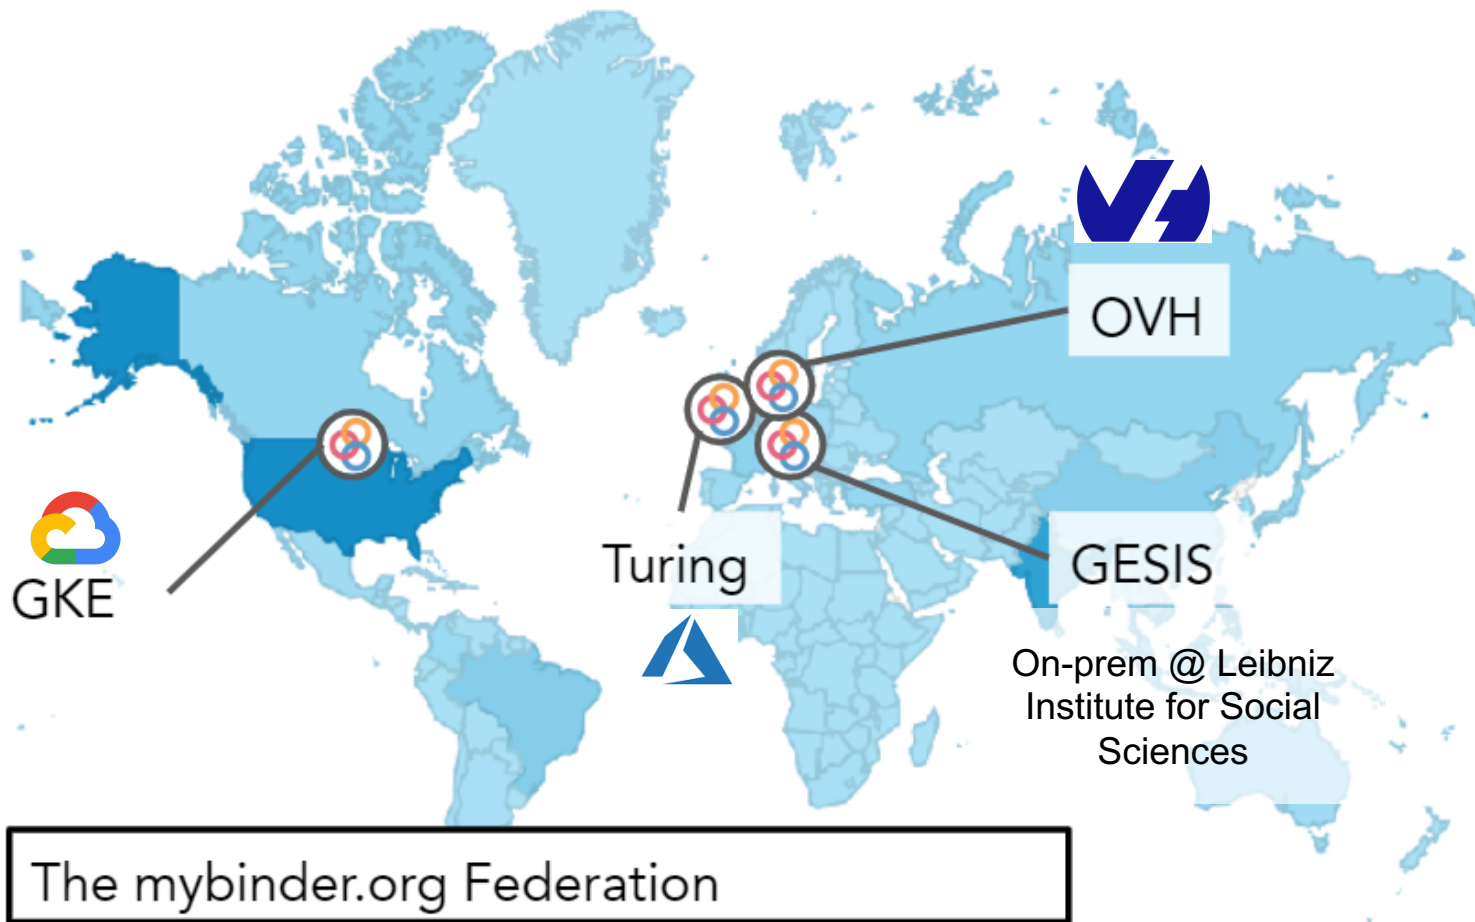 OVH
GKE
Turing
GESIS
On-prem @ Leibniz
Institute for Social
Sciences
The mybinder.org Federation